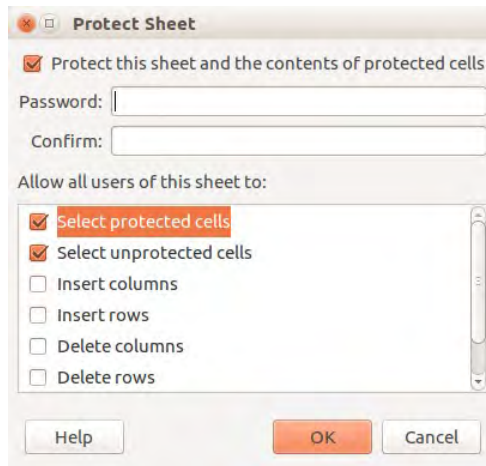 Protect Sheet
Protect this sheet and the contents of protected cells
Password:
Confirm:
Allow all users of this sheet to:
Select protected cells
Select unprotected cells
Insert columns
Insert rows
Delete columns
Delete rows
Help OK Cancel